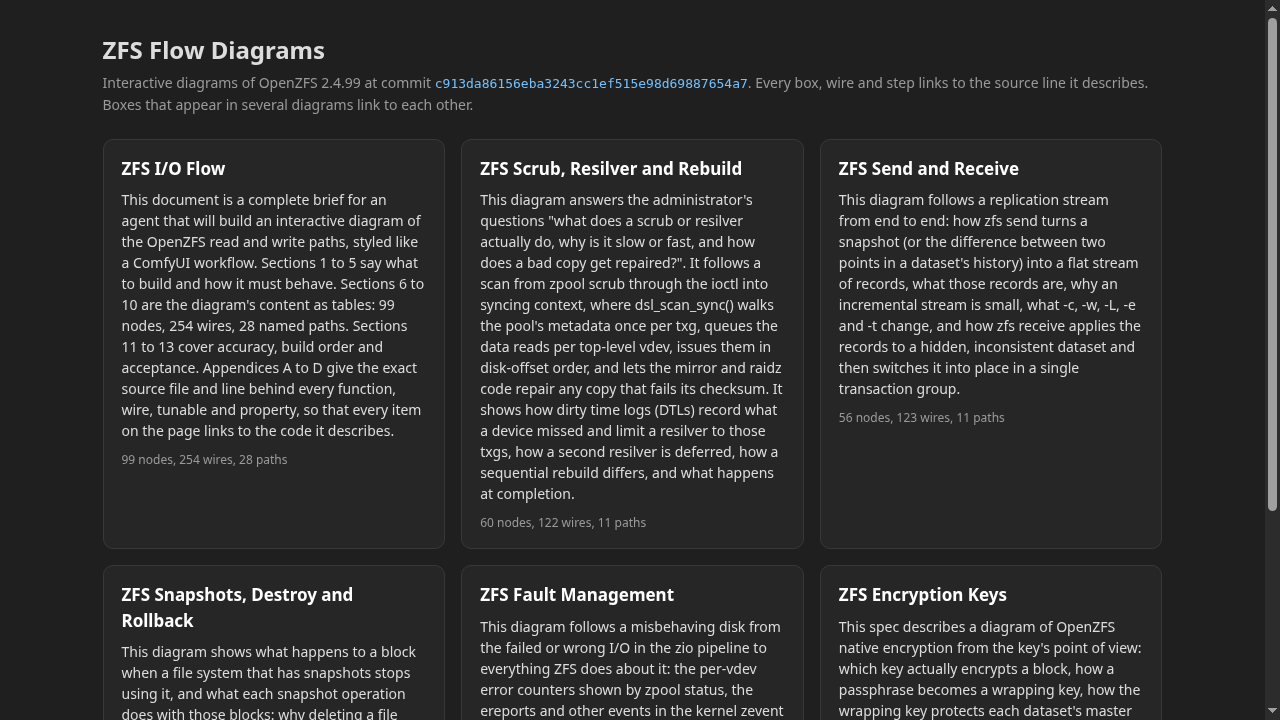 ZFS Flow Diagrams
Interactive diagrams of OpenZFS 2.4.99 at commit c913da86156eba3243cc1ef515e98d69887654a7. Every box, wire and step links to the source line it describes.
Boxes that appear in several diagrams link to each other.
ZFS I/O Flow
This document is a complete brief for an
agent that will build an interactive diagram of
the OpenZFS read and write paths, styled like
a ComfyUI workflow. Sections 1 to 5 say what
to build and how it must behave. Sections 6 to
10 are the diagram's content as tables: 99
nodes, 254 wires, 28 named paths. Sections
11 to 13 cover accuracy, build order and
acceptance. Appendices A to D give the exact
source file and line behind every function,
wire, tunable and property, so that every item
on the page links to the code it describes.
99 nodes, 254 wires, 28 paths
ZFS Scrub, Resilver and Rebuild
This diagram answers the administrator's
questions "what does a scrub or resilver
actually do, why is it slow or fast, and how
does a bad copy get repaired?". It follows a
scan from zpool scrub through the ioctl into
syncing context, where dsl_scan_sync() walks
the pool's metadata once per txg, queues the
data reads per top-level vdev, issues them in
disk-offset order, and lets the mirror and raidz
code repair any copy that fails its checksum. It
shows how dirty time logs (DTLs) record what
a device missed and limit a resilver to those
txgs, how a second resilver is deferred, how a
sequential rebuild differs, and what happens
at completion.
60 nodes, 122 wires, 11 paths
ZFS Send and Receive
This diagram follows a replication stream
from end to end: how zfs send turns a
snapshot (or the difference between two
points in a dataset's history) into a flat stream
of records, what those records are, why an
incremental stream is small, what -c, -w, -L, -e
and -t change, and how zfs receive applies the
records to a hidden, inconsistent dataset and
then switches it into place in a single
transaction group.
56 nodes, 123 wires, 11 paths
ZFS Snapshots, Destroy and
Rollback
This diagram shows what happens to a block
when a file system that has snapshots stops
using it, and what each snapshot operation
does with those blocks: why deleting a file
ZFS Fault Management
This diagram follows a misbehaving disk from
the failed or wrong I/O in the zio pipeline to
everything ZFS does about it: the per-vdev
error counters shown by zpool status, the
ereports and other events in the kernel zevent
ZFS Encryption Keys
This spec describes a diagram of OpenZFS
native encryption from the key's point of view:
which key actually encrypts a block, how a
passphrase becomes a wrapping key, how the
wrapping key protects each dataset's master